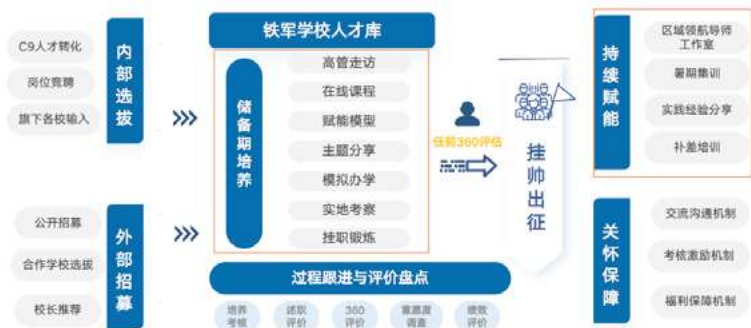 C9人才转化
岗位竞聘
旗下各校输入
内部选拔
公开招募
合作学校选拔
校长推荐
外部招募
铁军学校人才库
储备期培养
高管走访
在线课程
赋能模型
主题分享
模拟办学
实地考察
挂职锻炼
过程跟进与评价盘点
培养
考核
述职
评价
360
评价
意愿度
调查
绩效
评价
任前360评估
挂帅出征
持续赋能
区域领航导师
工作室
暑期集训
实践经验分享
补差培训
关怀保障
交流沟通机制
考核激励机制
福利保障机制